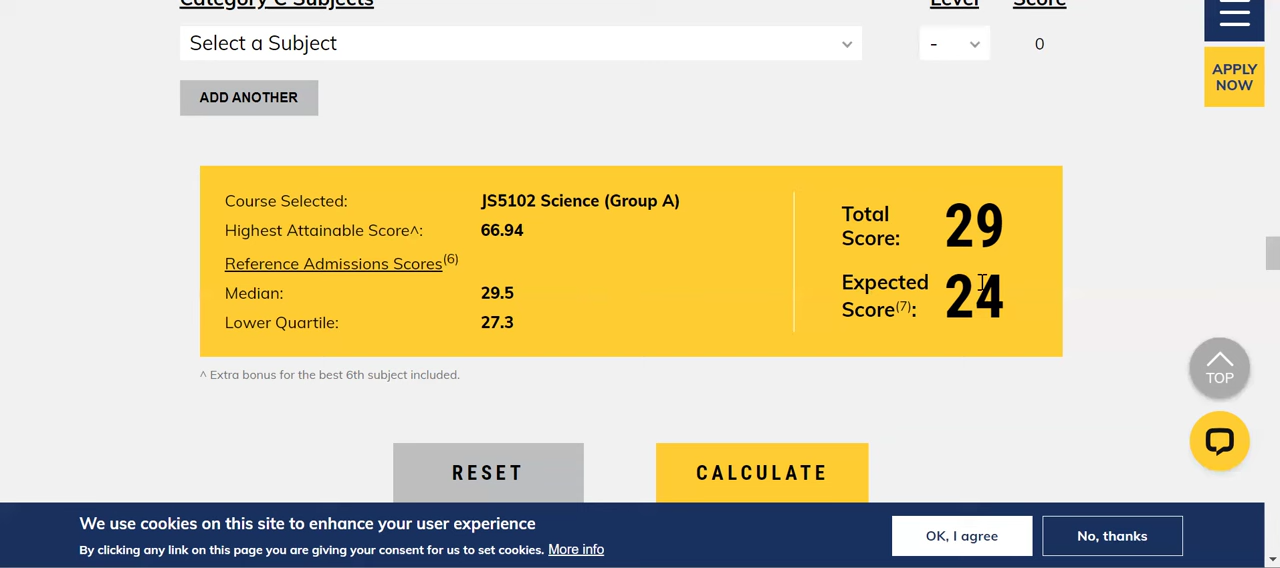 Category C Subjects Level Score
Select a Subject - 0
ADD ANOTHER
APPLY
NOW
Course Selected: JS5102 Science (Group A)
Highest Attainable Score^: 66.94
Reference Admissions Scores(6)
Median: 29.5
Lower Quartile: 27.3
Total
Score: 29
Expected
Score(7): 24
^ Extra bonus for the best 6th subject included.
TOP
RESET CALCULATE
We use cookies on this site to enhance your user experience
By clicking any link on this page you are giving your consent for us to set cookies. More info
OK, I agree No, thanks